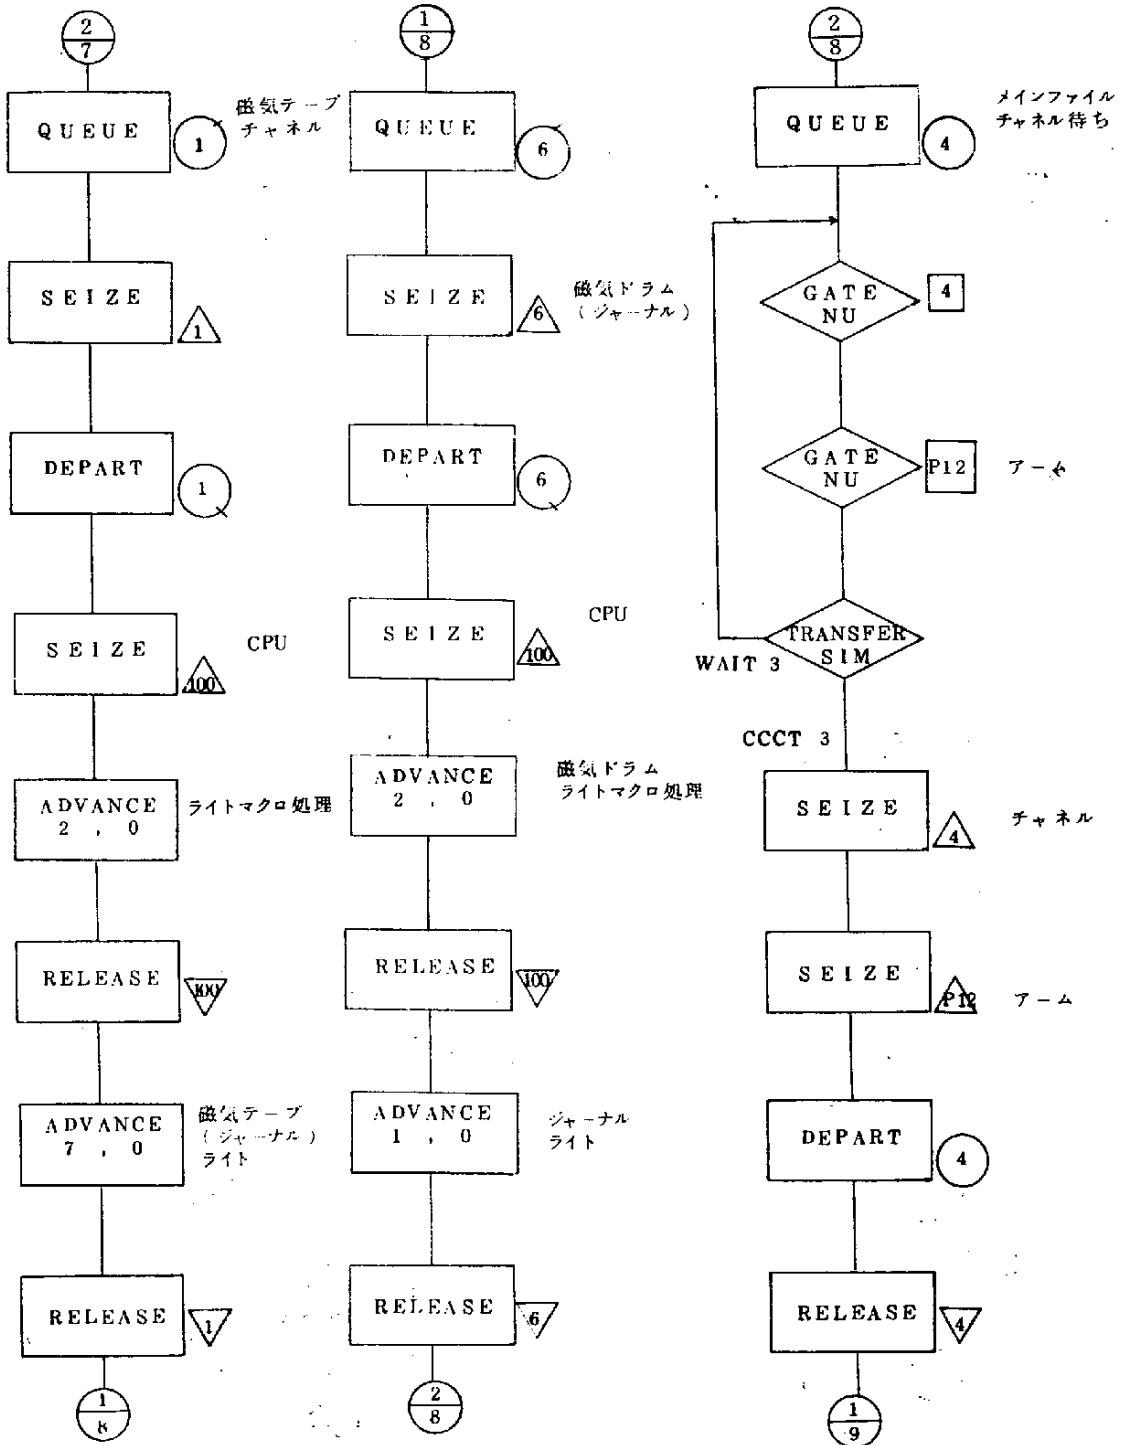 2
7
QUEUE
1
磁気テープ
チャネル
SEIZE
1
DEPART
1
SEIZE
100
CPU
ADVANCE
2 , 0
ライトマクロ処理
RELEASE
100
ADVANCE
7 , 0
磁気テープ
(ジャーナル)
ライト
RELEASE
1
1
8
1
8
QUEUE
6
SEIZE
6
磁気ドラム
(ジャーナル)
DEPART
6
SEIZE
100
CPU
ADVANCE
2 , 0
磁気ドラム
ライトマクロ処理
RELEASE
100
ADVANCE
1 , 0
ジャーナル
ライト
RELEASE
6
2
8
2
8
QUEUE
4
メインファイル
チャネル待ち
GATE
NU
4
GATE
NU
P12
アーム
TRANSFER
SIM
WAIT 3
CCCT 3
SEIZE
4
チャネル
SEIZE
P12
アーム
DEPART
4
RELEASE
4
1
9